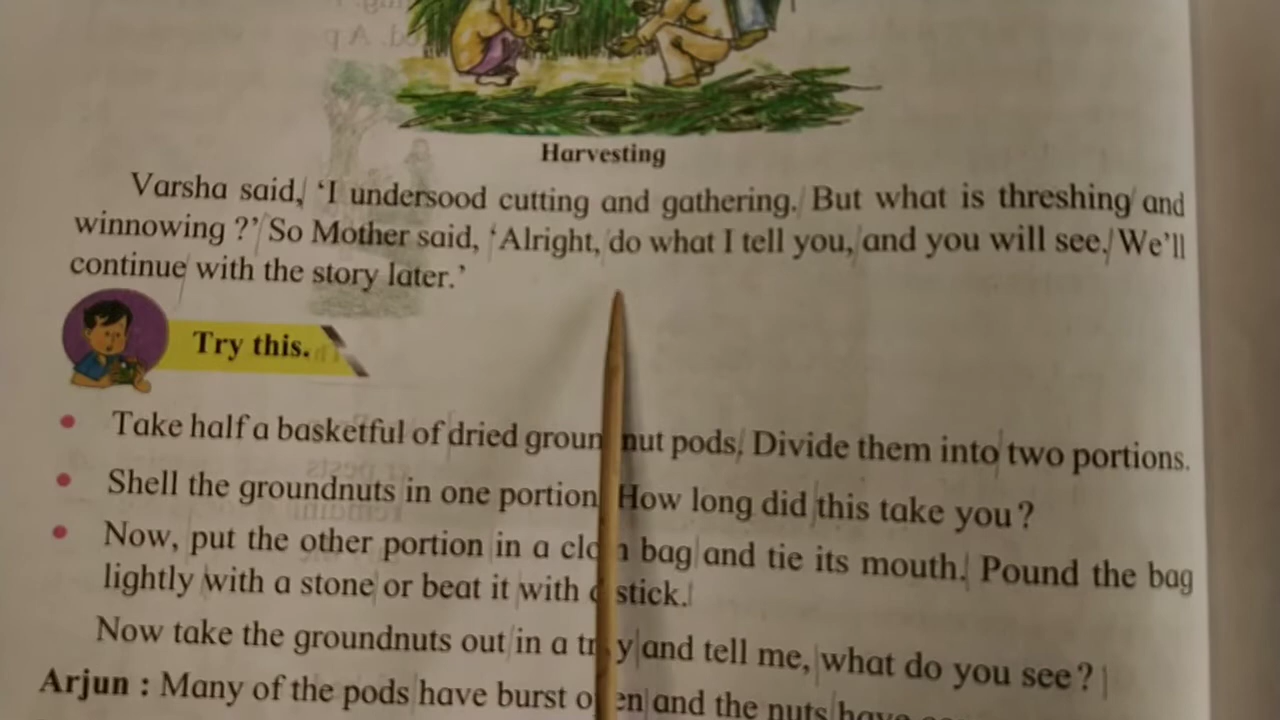 Harvesting
Varsha said, ‘I undersood cutting and gathering. But what is threshing and
winnowing ?’ So Mother said, ‘Alright, do what I tell you, and you will see. We’ll
continue with the story later.’
Try this.
• Take half a basketful of dried groun nut pods. Divide them into two portions.
• Shell the groundnuts in one portion How long did this take you ?
• Now, put the other portion in a clo h bag and tie its mouth. Pound the bag
lightly with a stone or beat it with stick.
Now take the groundnuts out in a tr y and tell me, what do you see ?
Arjun : Many of the pods have burst o en and the nuts have